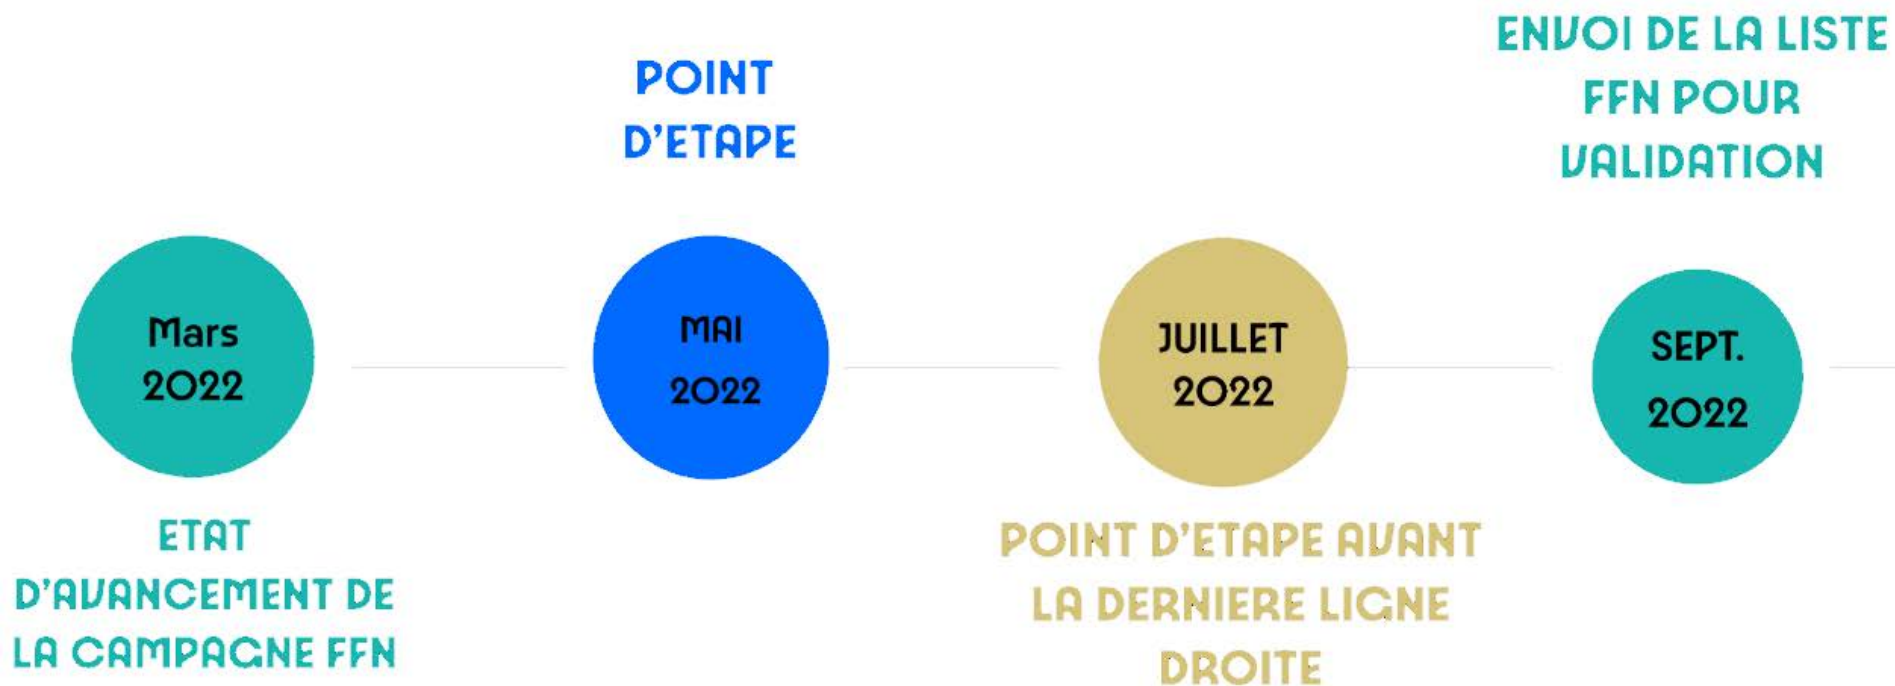 Mars
2022
ETAT
D'AVANCEMENT DE
LA CAMPAGNE FFN
POINT
D'ETAPE
MAI
2022
JUILLET
2022
POINT D'ETAPE AVANT
LA DERNIERE LIGNE
DROITE
ENVOI DE LA LISTE
FFN POUR
VALIDATION
SEPT.
2022